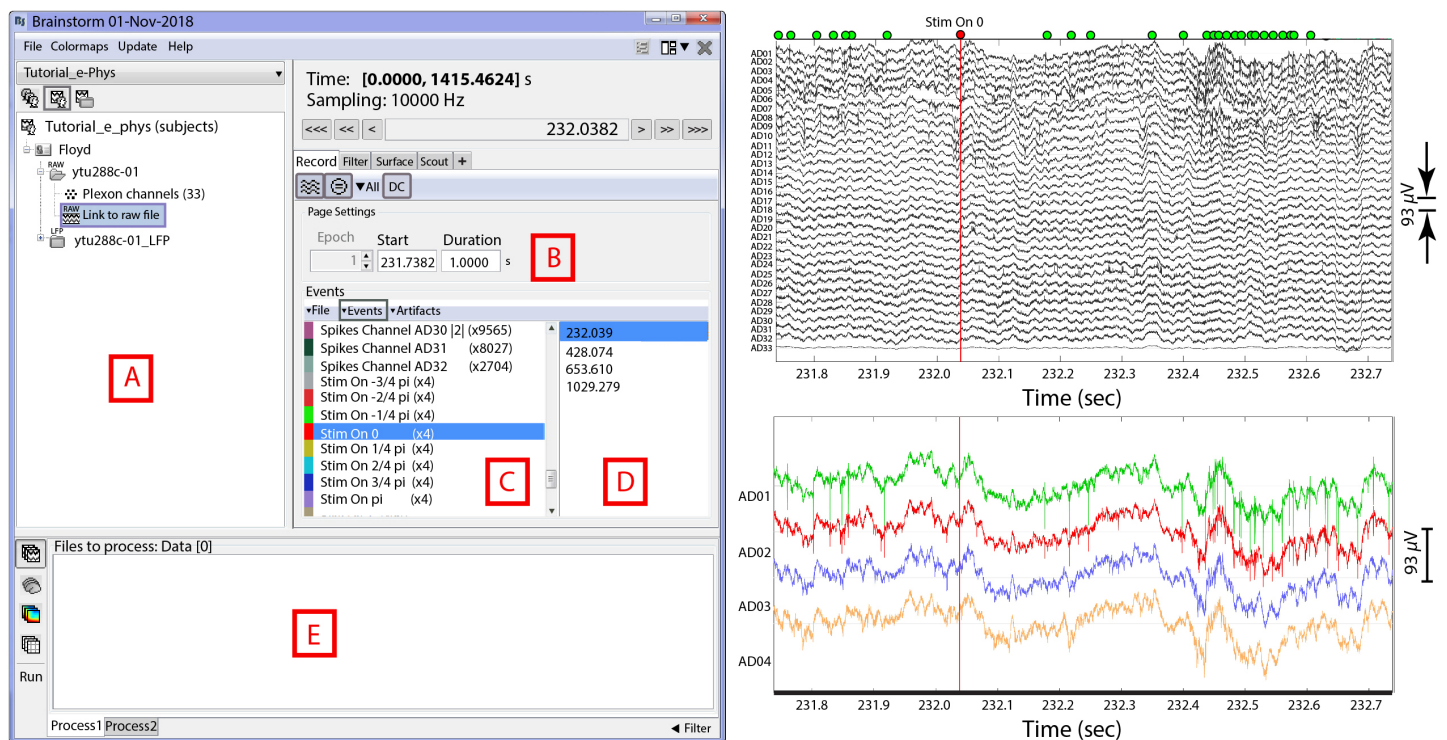 Brainstorm 01-Nov-2018
File Colormaps Update Help
Tutorial_e-Phys
Tutorial_e_phys (subjects)
Floyd
RAW
ytu288c-01
Plexon channels (33)
RAW
Link to raw file
LFP
ytu288c-01_LFP
A
Time: [0.0000, 1415.4624] s
Sampling: 10000 Hz
<<< << < 232.0382 > >> >>>
Record Filter Surface Scout +
All DC
Page Settings
Epoch Start Duration
1 231.7382 1.0000 s
B
Events
File Events Artifacts
Spikes Channel AD30 |2| (x9565)
Spikes Channel AD31 (x8027)
Spikes Channel AD32 (x2704)
Stim On -3/4 pi (x4)
Stim On -2/4 pi (x4)
Stim On -1/4 pi (x4)
Stim On 0 (x4)
Stim On 1/4 pi (x4)
Stim On 2/4 pi (x4)
Stim On 3/4 pi (x4)
Stim On pi (x4)
C
232.039
428.074
653.610
1029.279
D
Files to process: Data [0]
E
Run
Process1 Process2
Filter
Stim On 0
AD01
AD02
AD03
AD04
AD05
AD06
AD07
AD08
AD09
AD10
AD11
AD12
AD13
AD14
AD15
AD16
AD17
AD18
AD19
AD20
AD21
AD22
AD23
AD24
AD25
AD26
AD27
AD28
AD29
AD30
AD31
AD32
AD33
93 µV
231.8 231.9 232.0 232.1 232.2 232.3 232.4 232.5 232.6 232.7
Time (sec)
AD01
AD02
AD03
AD04
93 µV
231.8 231.9 232.0 232.1 232.2 232.3 232.4 232.5 232.6 232.7
Time (sec)